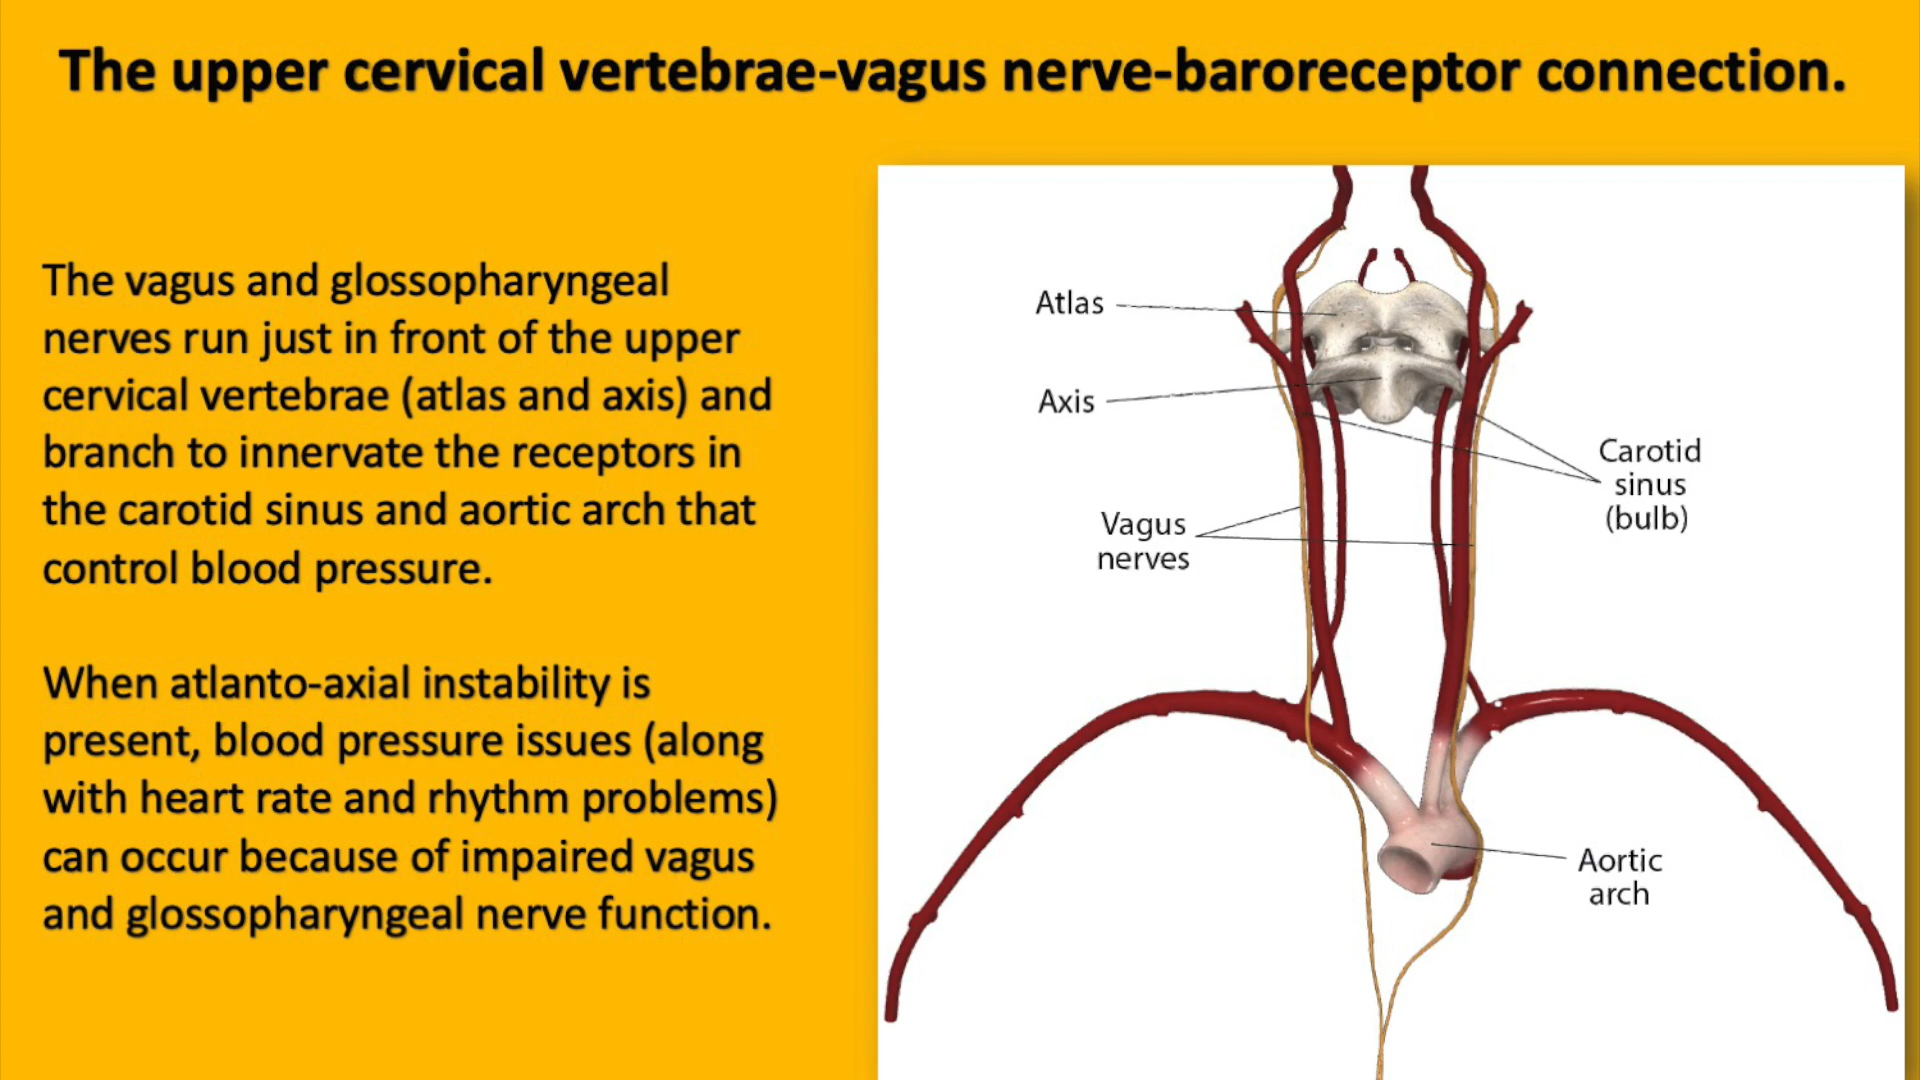 The upper cervical vertebrae-vagus nerve-baroreceptor connection.
The vagus and glossopharyngeal
nerves run just in front of the upper
cervical vertebrae (atlas and axis) and
branch to innervate the receptors in
the carotid sinus and aortic arch that
control blood pressure.
When atlanto-axial instability is
present, blood pressure issues (along
with heart rate and rhythm problems)
can occur because of impaired vagus
and glossopharyngeal nerve function.
Atlas
Axis
Carotid
sinus
(bulb)
Vagus
nerves
Aortic
arch